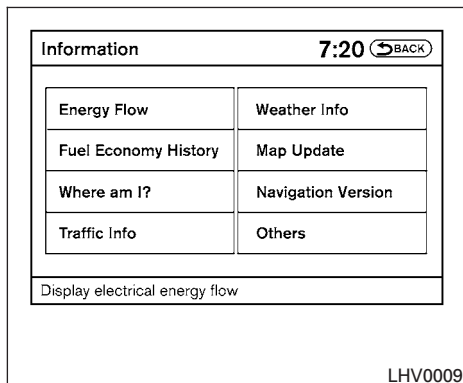 Information 7:20 BACK
Energy Flow Weather Info
Fuel Economy History Map Update
Where am I? Navigation Version
Traffic Info Others
Display electrical energy flow
LHV0009